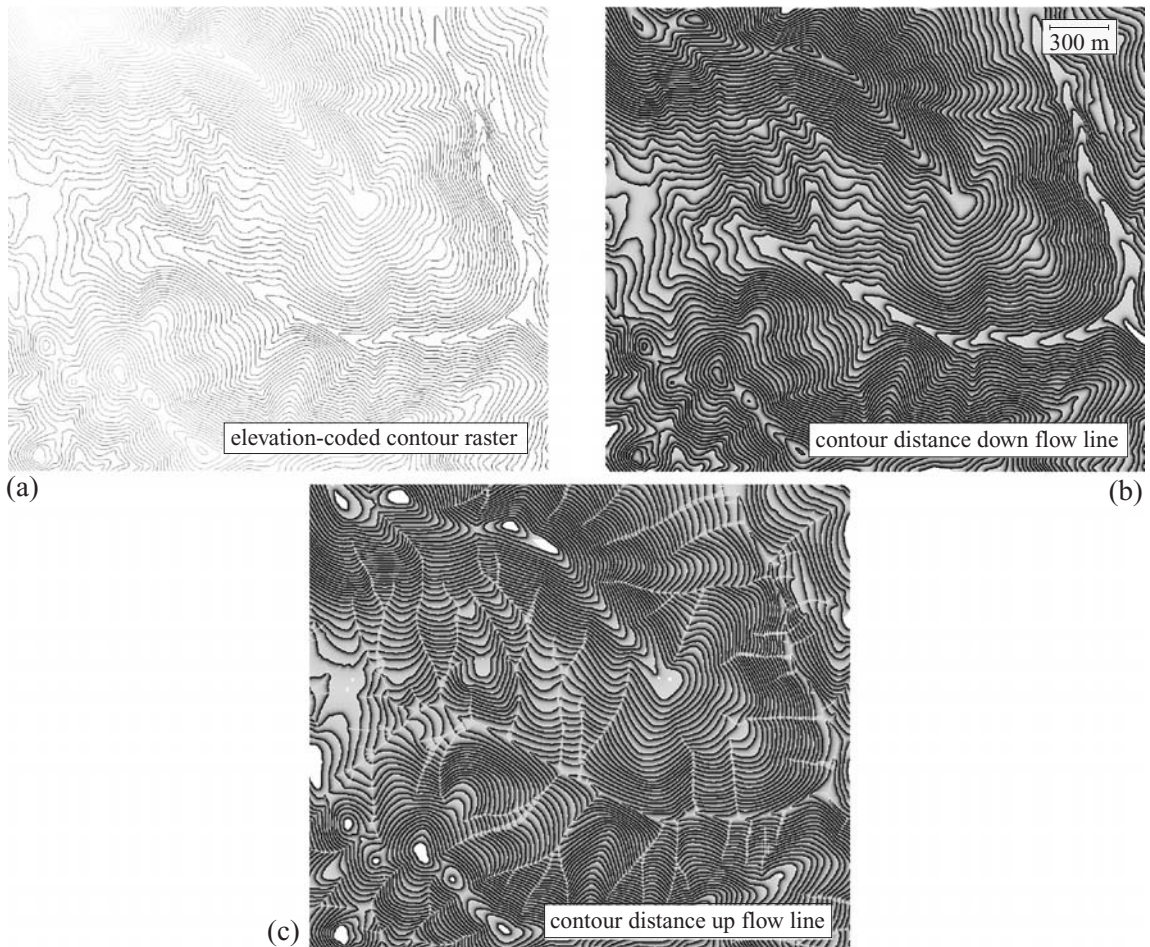 300 m
elevation-coded contour raster
contour distance down flow line
(a)
(b)
contour distance up flow line
(c)